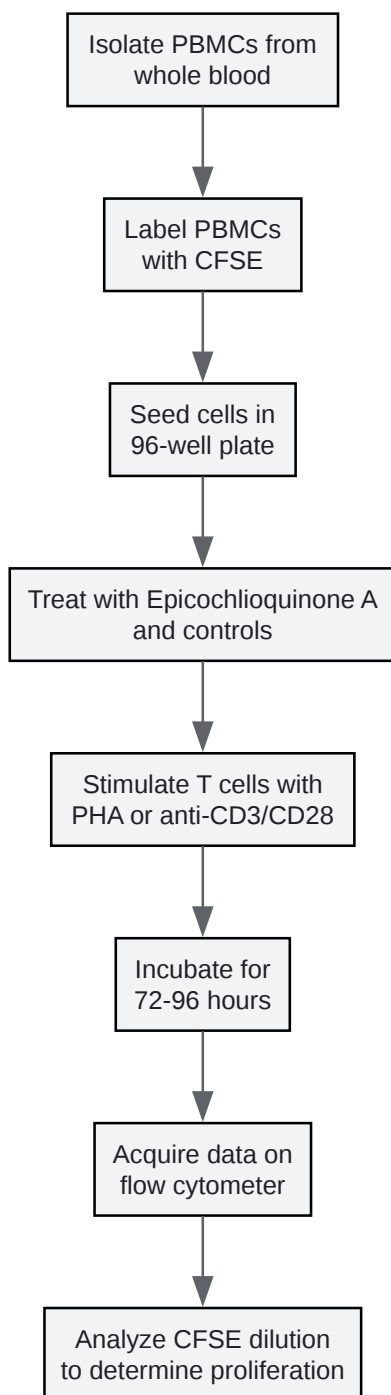 Isolate PBMCs from
whole blood
Label PBMCs
with CFSE
Seed cells in
96-well plate
Treat with Epicochlioquinone A
and controls
Stimulate T cells with
PHA or anti-CD3/CD28
Incubate for
72-96 hours
Acquire data on
flow cytometer
Analyze CFSE dilution
to determine proliferation